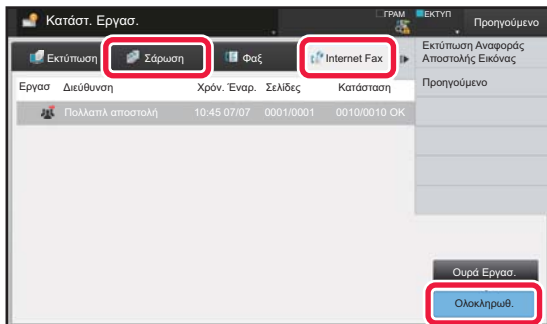 Κατάστ. Εργασ.
ΓΡΑΜ
ΕΚΤΥΠ
Προηγούμενο
Εκτύπωση
Σάρωση
Φαξ
Internet Fax
Εκτύπωση Αναφοράς
Αποστολής Εικόνας
Εργασ Διεύθυνση Χρόν. Έναρ. Σελίδες Κατάσταση
Προηγούμενο
Πολλαπλ αποστολή 10:45 07/07 0001/0001 0010/0010 OK
Ουρά Εργασ.
Ολοκληρωθ.